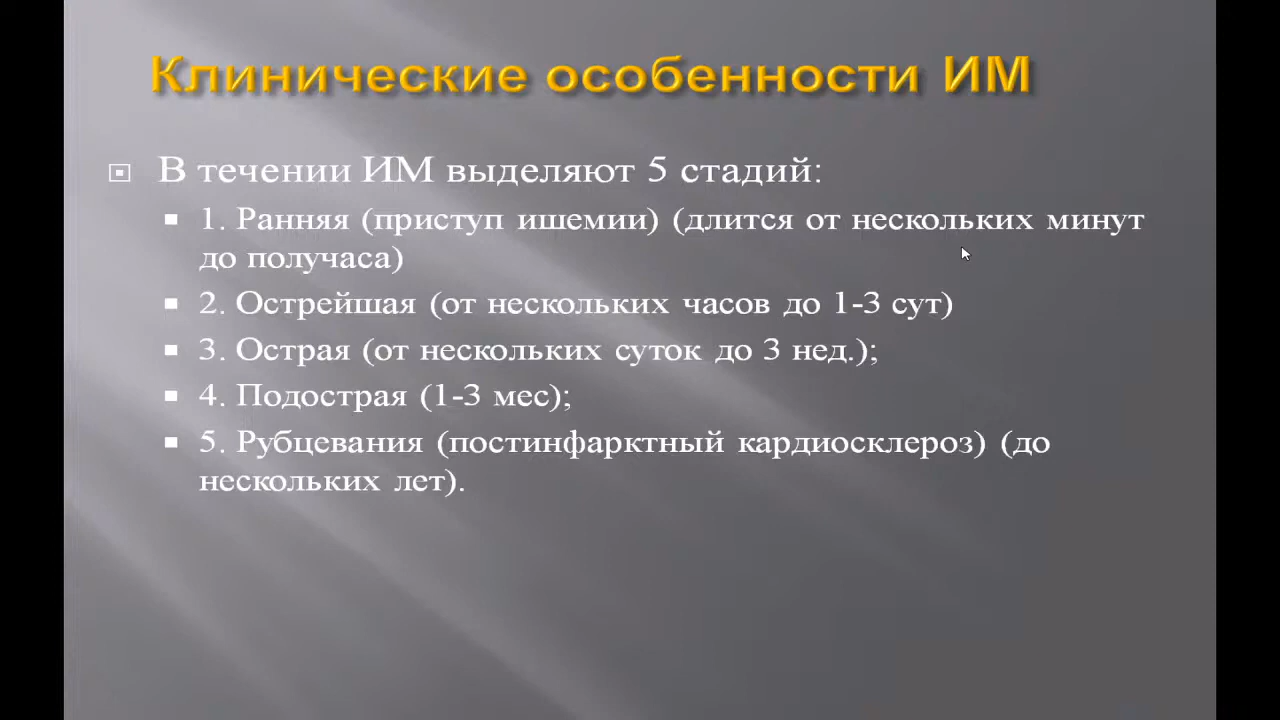 Клинические особенности ИМ
В течении ИМ выделяют 5 стадий:
1. Ранняя (приступ ишемии) (длится от нескольких минут
до получаса)
2. Острейшая (от нескольких часов до 1-3 сут)
3. Острая (от нескольких суток до 3 нед.);
4. Подострая (1-3 мес);
5. Рубцевания (постинфарктный кардиосклероз) (до
нескольких лет).